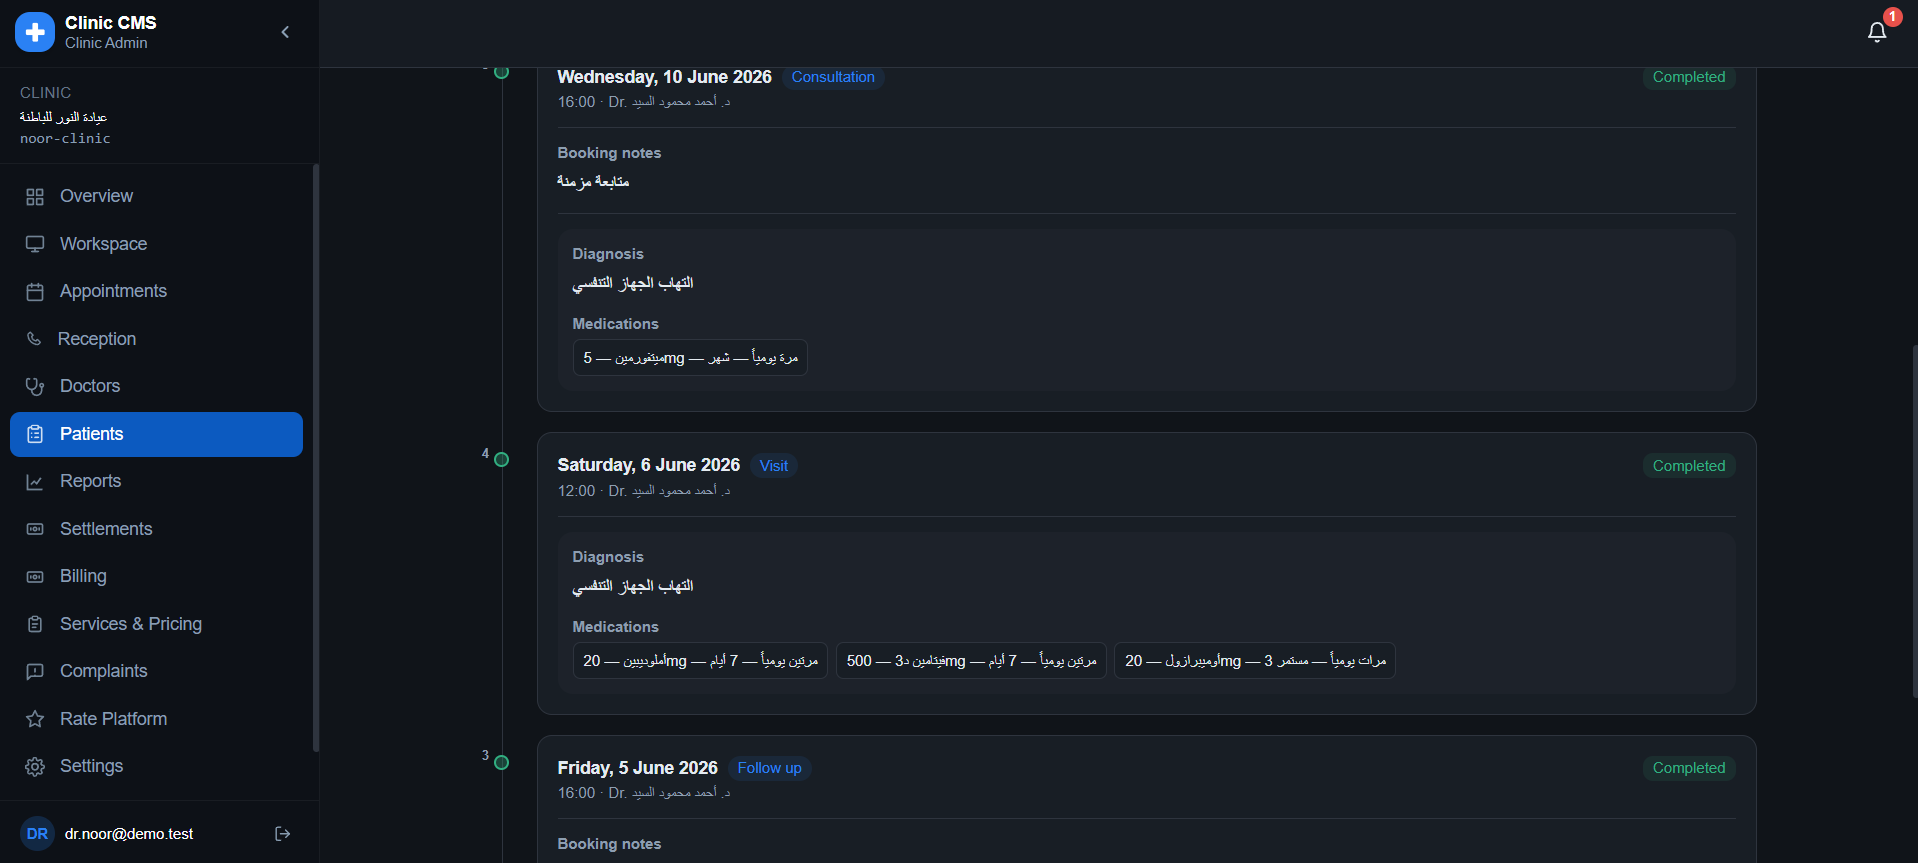 Clinic CMS
Clinic Admin
CLINIC
عيادة النور للباطنة
noor-clinic
Overview
Workspace
Appointments
Reception
Doctors
Patients
Reports
Settlements
Billing
Services & Pricing
Complaints
Rate Platform
Settings
DR
dr.noor@demo.test
1
Wednesday, 10 June 2026 Consultation Completed
16:00 · Dr. د. أحمد محمود السيد
Booking notes
متابعة مزمنة
Diagnosis
التهاب الجهاز التنفسي
Medications
ميتفورمين — 5mg — مرة يومياً — شهر
4
Saturday, 6 June 2026 Visit Completed
12:00 · Dr. د. أحمد محمود السيد
Diagnosis
التهاب الجهاز التنفسي
Medications
أملوديبين — 20mg — مرتين يومياً — 7 أيام
فيتامين د3 — 500mg — مرتين يومياً — 7 أيام
أوميبرازول — 20mg — 3 مرات يومياً — مستمر
3
Friday, 5 June 2026 Follow up Completed
16:00 · Dr. د. أحمد محمود السيد
Booking notes